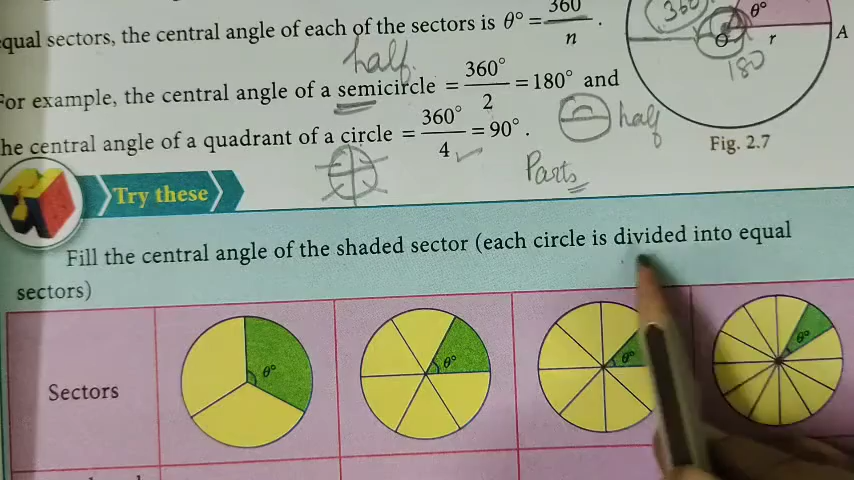 equal sectors, the central angle of each of the sectors is θ° = 360 / n .
360
θ°
O
r
A
180
half.
For example, the central angle of a semicircle = 360° / 2 = 180° and
the central angle of a quadrant of a circle = 360° / 4 = 90° .
half
Fig. 2.7
Parts
Try these
Fill the central angle of the shaded sector (each circle is divided into equal
sectors)
Sectors
θ°
θ°
θ°
θ°